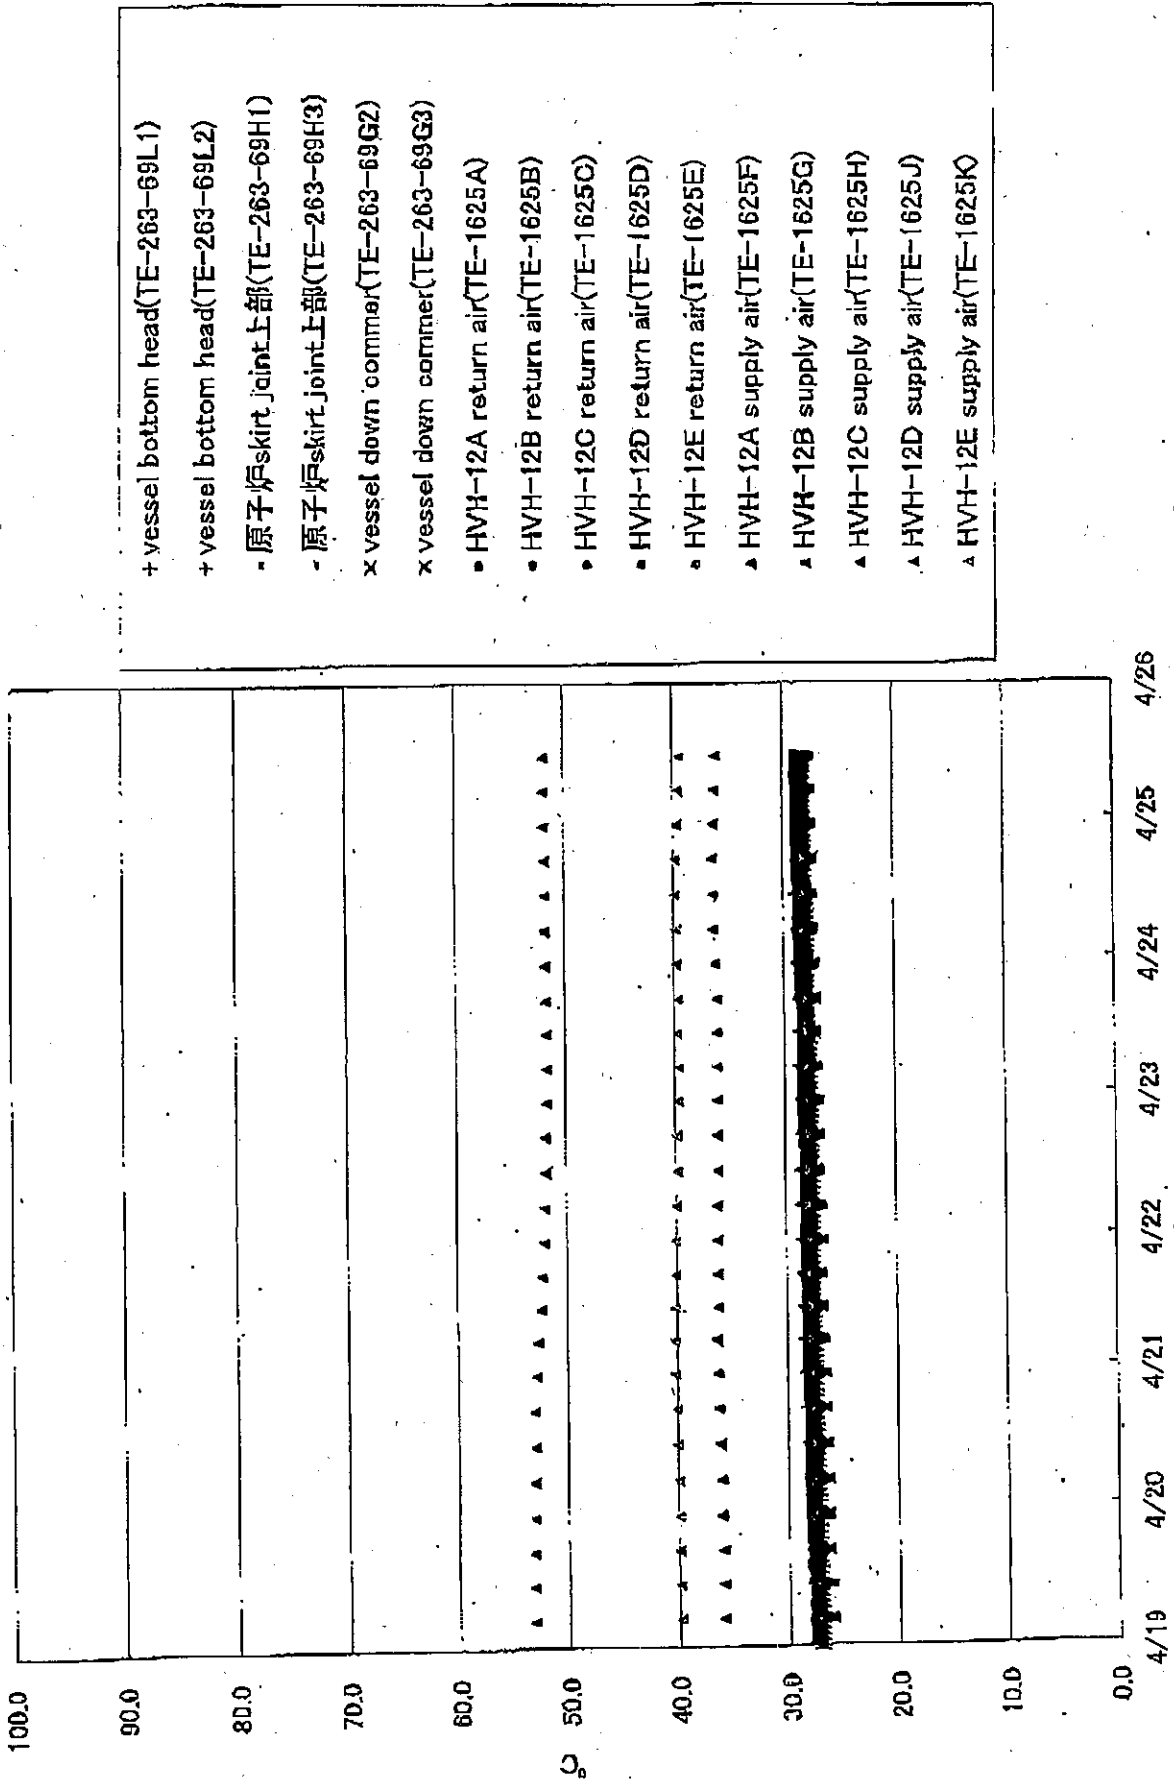 100.0
90.0
80.0
70.0
60.0
50.0
40.0
30.0
20.0
10.0
0.0
℃
4/19
4/20
4/21
4/22
4/23
4/24
4/25
4/26
+ vessel bottom head(TE-263-69L1)
+ vessel bottom head(TE-263-69L2)
- 原子炉skirt joint上部(TE-263-69H1)
- 原子炉skirt joint上部(TE-263-69H3)
× vessel down commer(TE-263-69G2)
× vessel down commer(TE-263-69G3)
● HVH-12A return air(TE-1625A)
● HVH-12B return air(TE-1625B)
● HVH-12C return air(TE-1625C)
● HVH-12D return air(TE-1625D)
● HVH-12E return air(TE-1625E)
▲ HVH-12A supply air(TE-1625F)
▲ HVH-12B supply air(TE-1625G)
▲ HVH-12C supply air(TE-1625H)
▲ HVH-12D supply air(TE-1625J)
▲ HVH-12E supply air(TE-1625K)